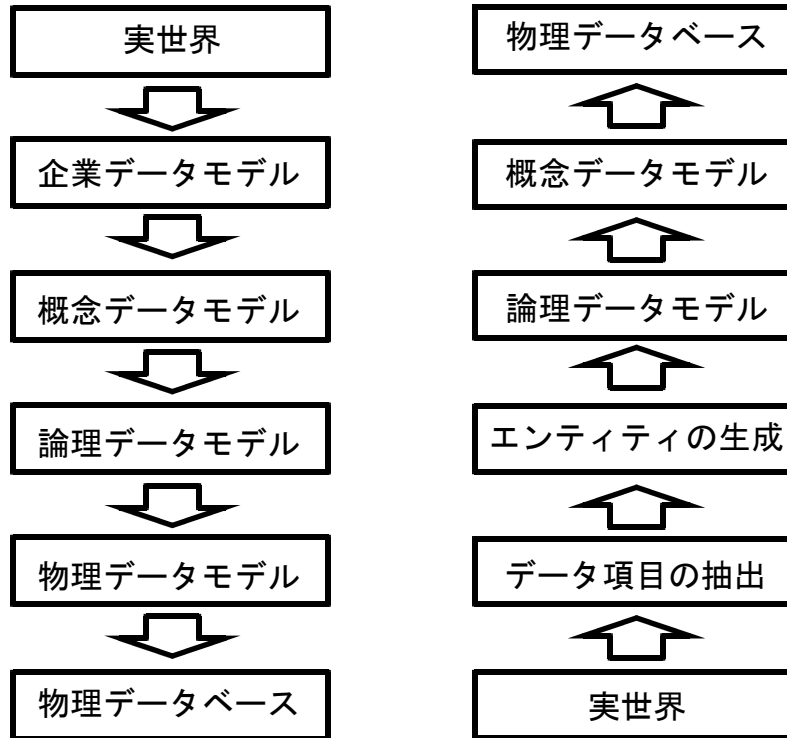 実世界
企業データモデル
概念データモデル
論理データモデル
物理データモデル
物理データベース
物理データベース
概念データモデル
論理データモデル
エンティティの生成
データ項目の抽出
実世界